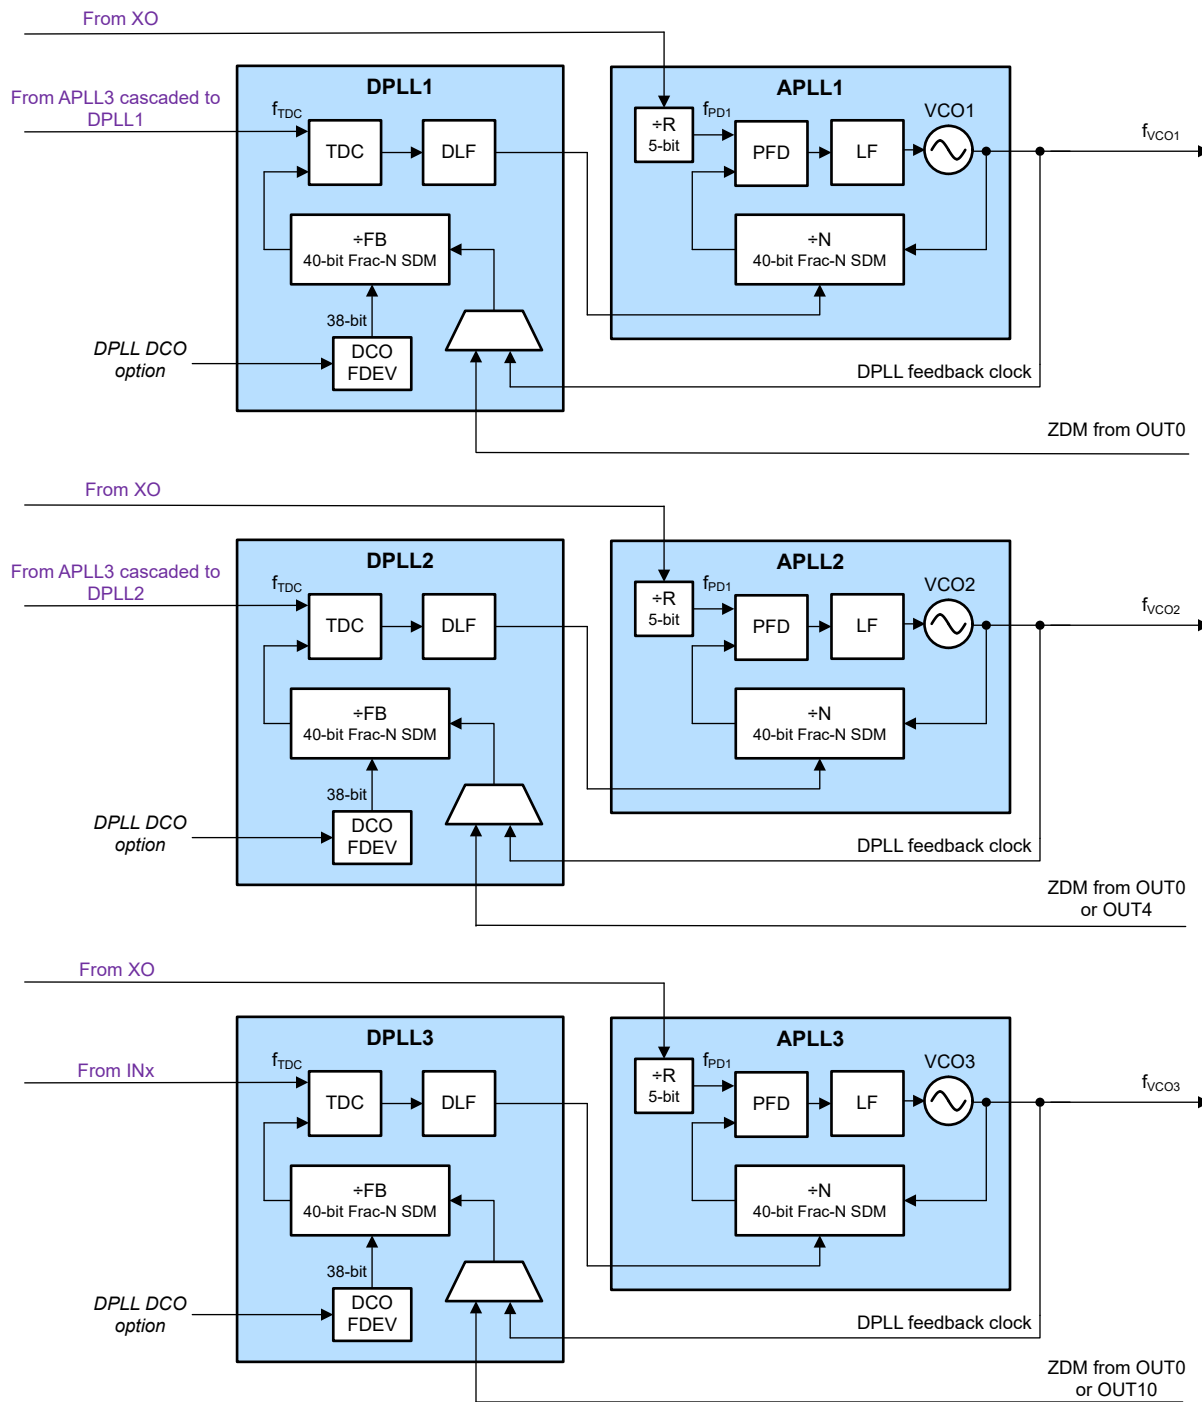 From XO
DPLL1
APLL1
From APLL3 cascaded to
DPLL1
fTDC
TDC
DLF
÷R
5-bit
fPD1
PFD
LF
VCO1
fVCO1
÷FB
40-bit Frac-N SDM
÷N
40-bit Frac-N SDM
38-bit
DPLL DCO
option
DCO
FDEV
DPLL feedback clock
ZDM from OUT0
From XO
DPLL2
APLL2
From APLL3 cascaded to
DPLL2
fTDC
TDC
DLF
÷R
5-bit
fPD1
PFD
LF
VCO2
fVCO2
÷FB
40-bit Frac-N SDM
÷N
40-bit Frac-N SDM
38-bit
DPLL DCO
option
DCO
FDEV
DPLL feedback clock
ZDM from OUT0
or OUT4
From XO
DPLL3
APLL3
From INx
fTDC
TDC
DLF
÷R
5-bit
fPD1
PFD
LF
VCO3
fVCO3
÷FB
40-bit Frac-N SDM
÷N
40-bit Frac-N SDM
38-bit
DPLL DCO
option
DCO
FDEV
DPLL feedback clock
ZDM from OUT0
or OUT10